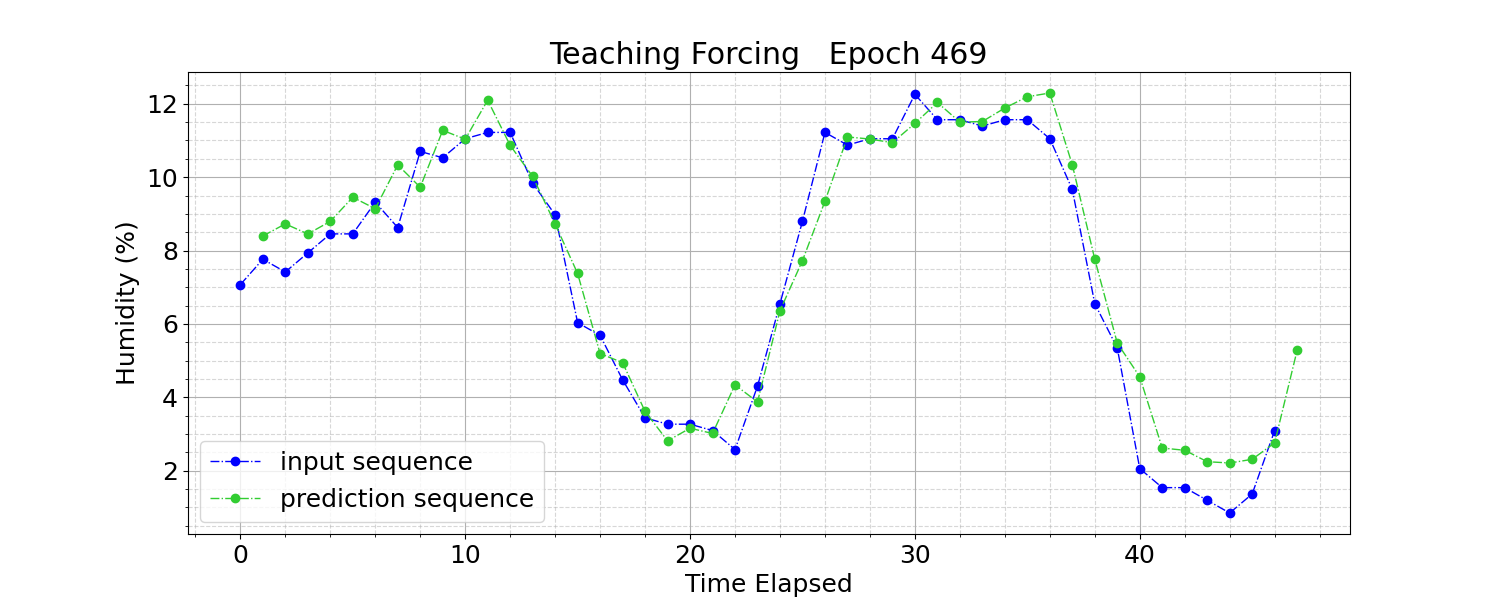 Teaching Forcing   Epoch 469
Humidity (%)
12
10
8
6
4
2
input sequence
prediction sequence
0
10
20
30
40
Time Elapsed